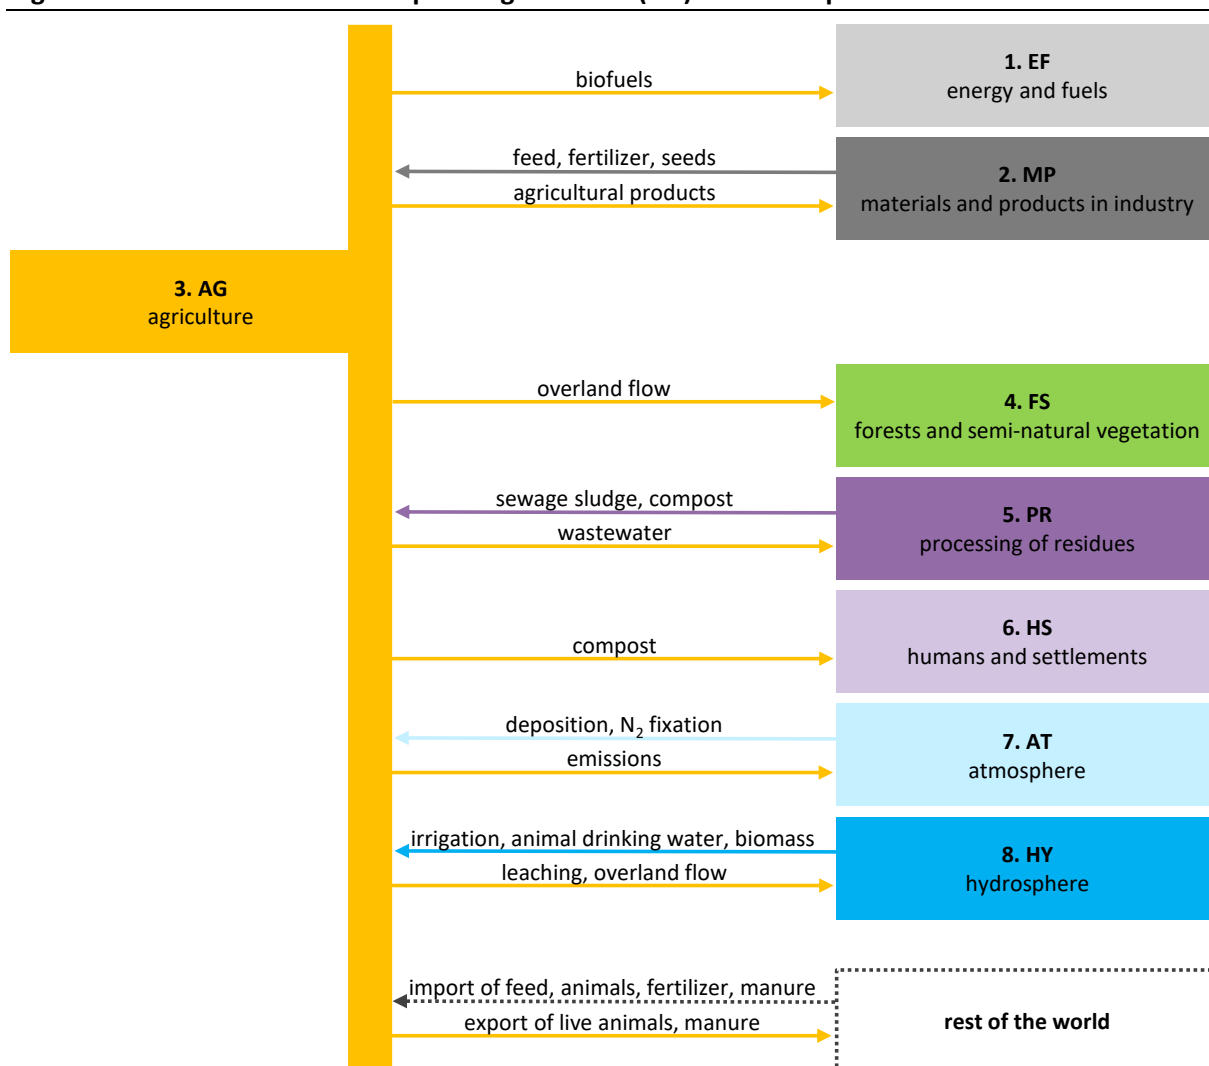 biofuels
1. EF
energy and fuels
feed, fertilizer, seeds
agricultural products
2. MP
materials and products in industry
3. AG
agriculture
overland flow
4. FS
forests and semi-natural vegetation
sewage sludge, compost
wastewater
5. PR
processing of residues
compost
6. HS
humans and settlements
deposition, N₂ fixation
emissions
7. AT
atmosphere
irrigation, animal drinking water, biomass
leaching, overland flow
8. HY
hydrosphere
import of feed, animals, fertilizer, manure
export of live animals, manure
rest of the world